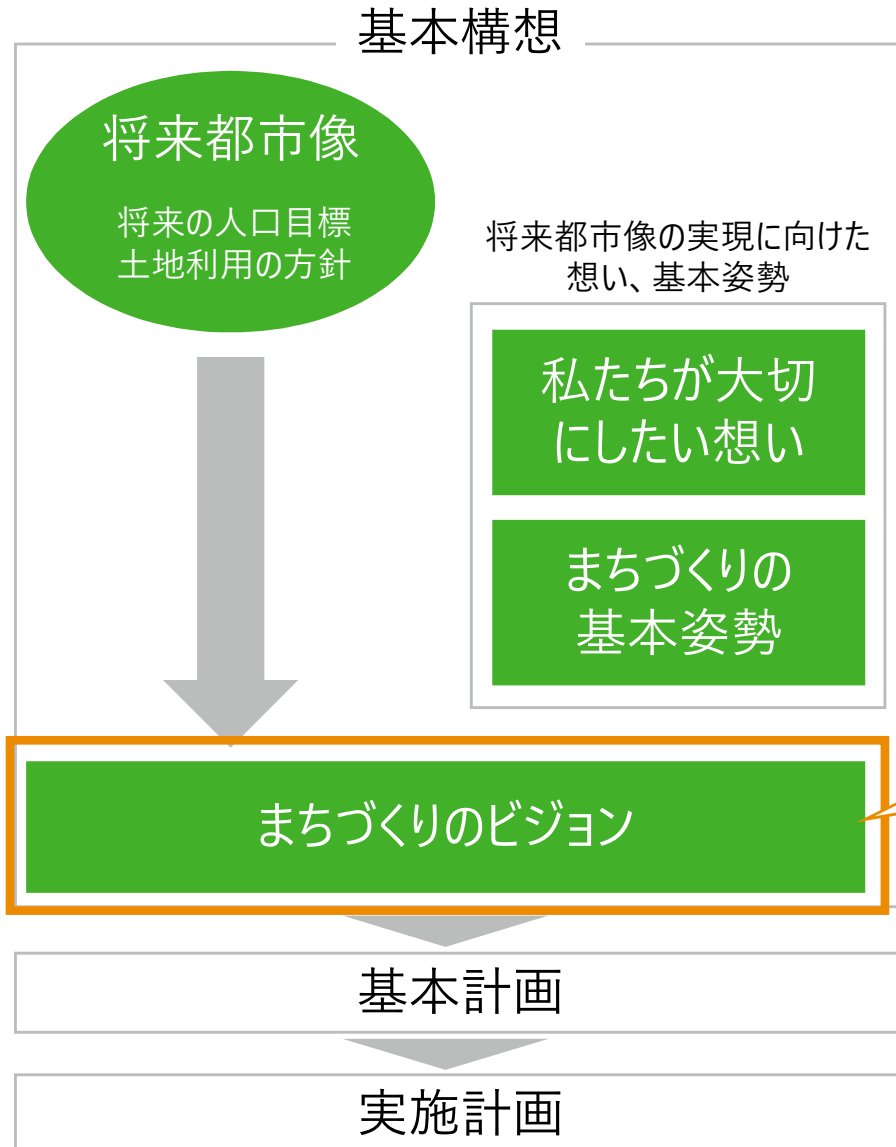 基本構想
将来都市像
将来の人口目標
土地利用の方針
将来都市像の実現に向けた
想い、基本姿勢
私たちが大切
にしたい想い
まちづくりの
基本姿勢
まちづくりのビジョン
基本計画
実施計画